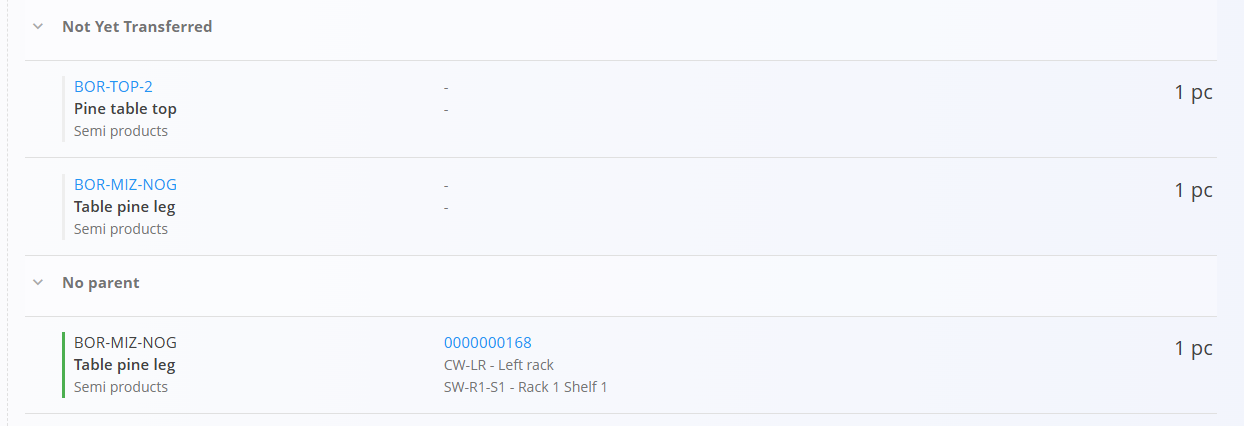 Not Yet Transferred
BOR-TOP-2
-
1 pc
Pine table top
-
Semi products
BOR-MIZ-NOG
-
1 pc
Table pine leg
-
Semi products
No parent
BOR-MIZ-NOG
0000000168
1 pc
Table pine leg
CW-LR - Left rack
Semi products
SW-R1-S1 - Rack 1 Shelf 1